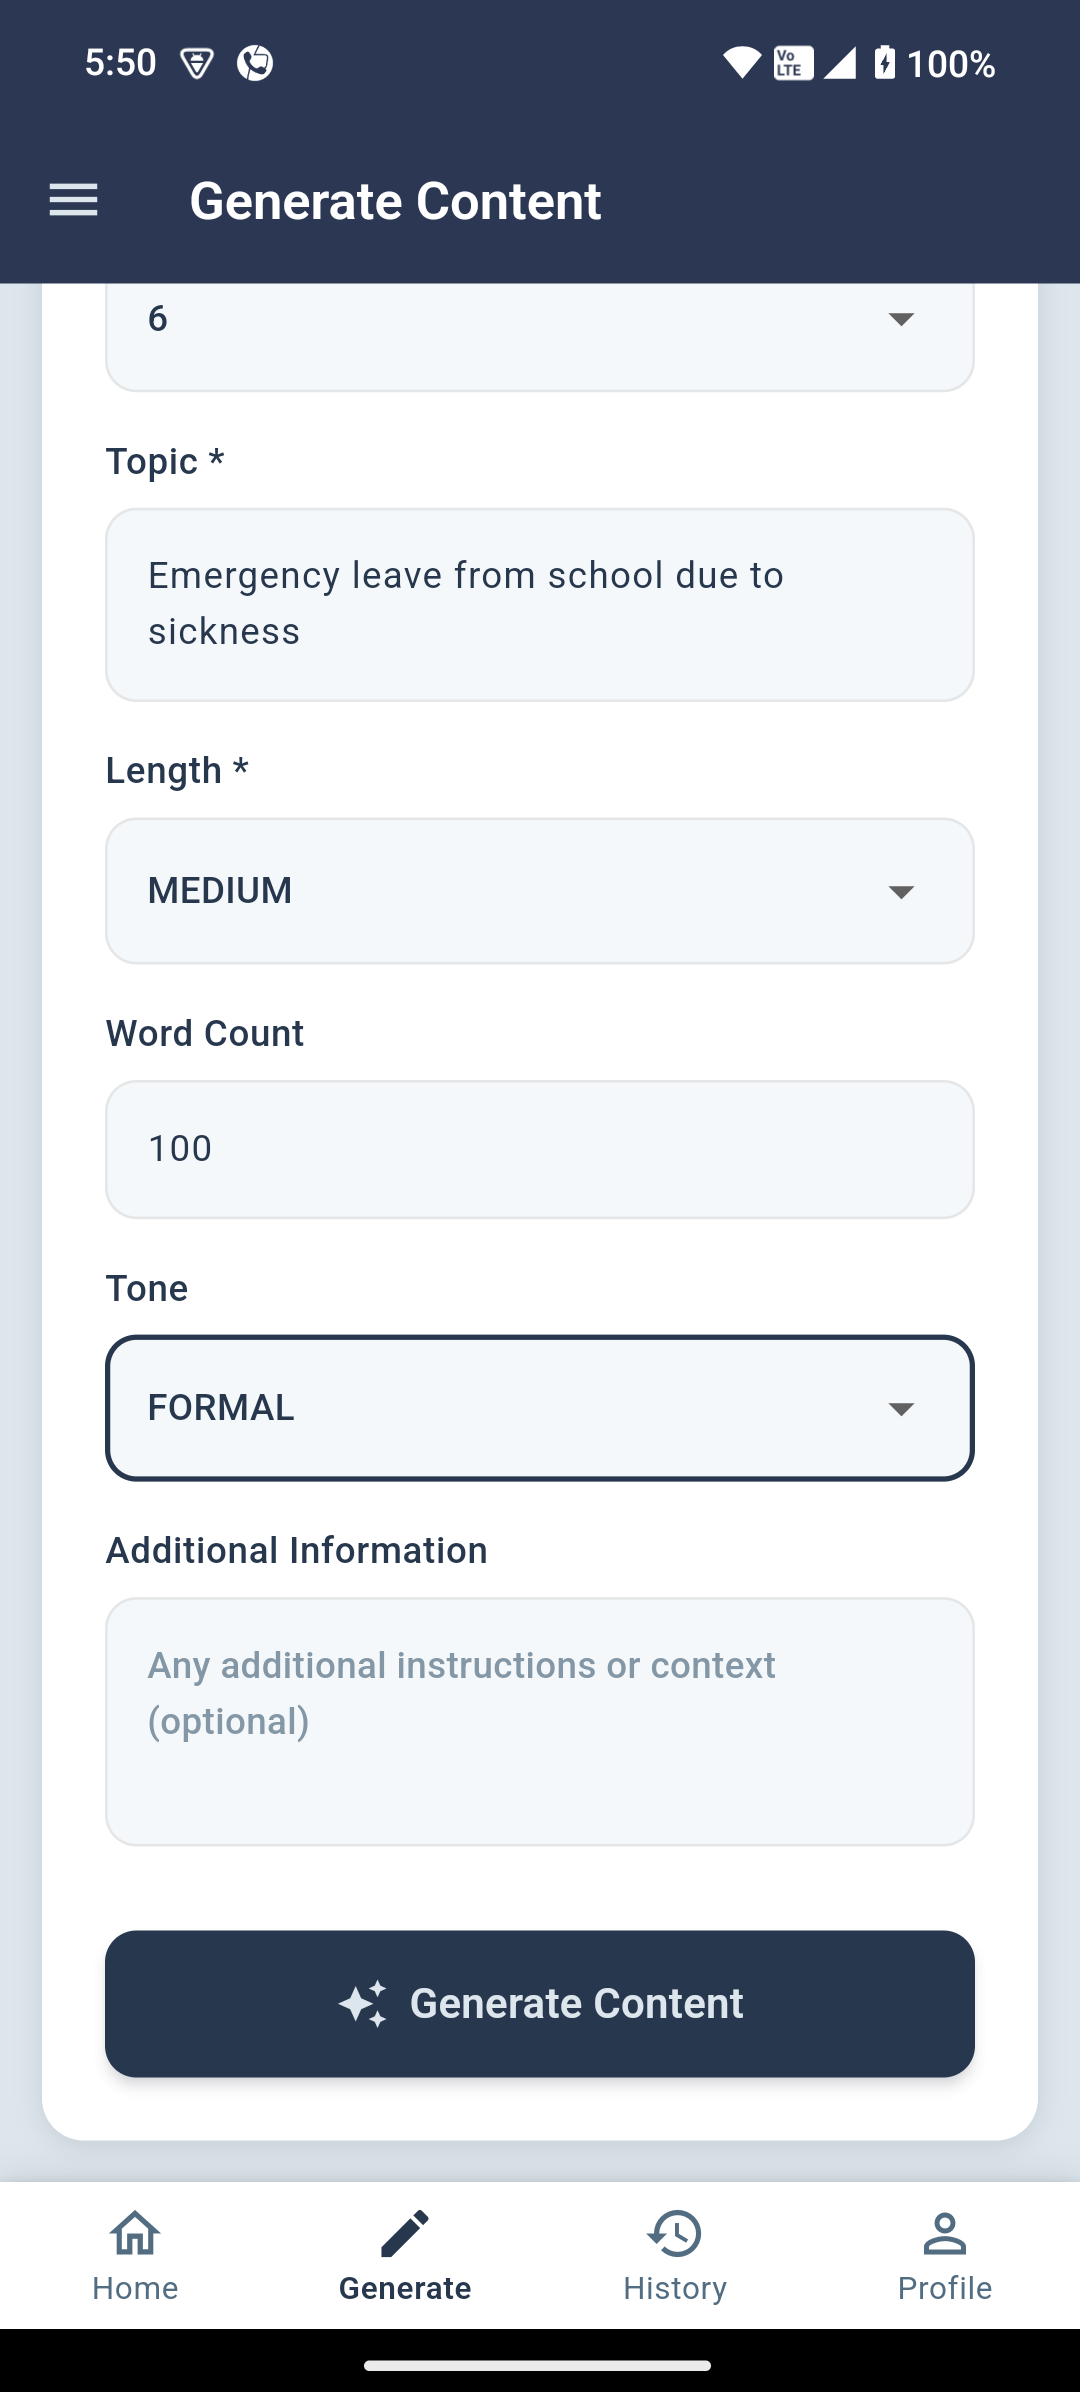 5:50
Vo LTE
100%
Generate Content
6
Topic *
Emergency leave from school due to
sickness
Length *
MEDIUM
Word Count
100
Tone
FORMAL
Additional Information
Any additional instructions or context
(optional)
Generate Content
Home
Generate
History
Profile